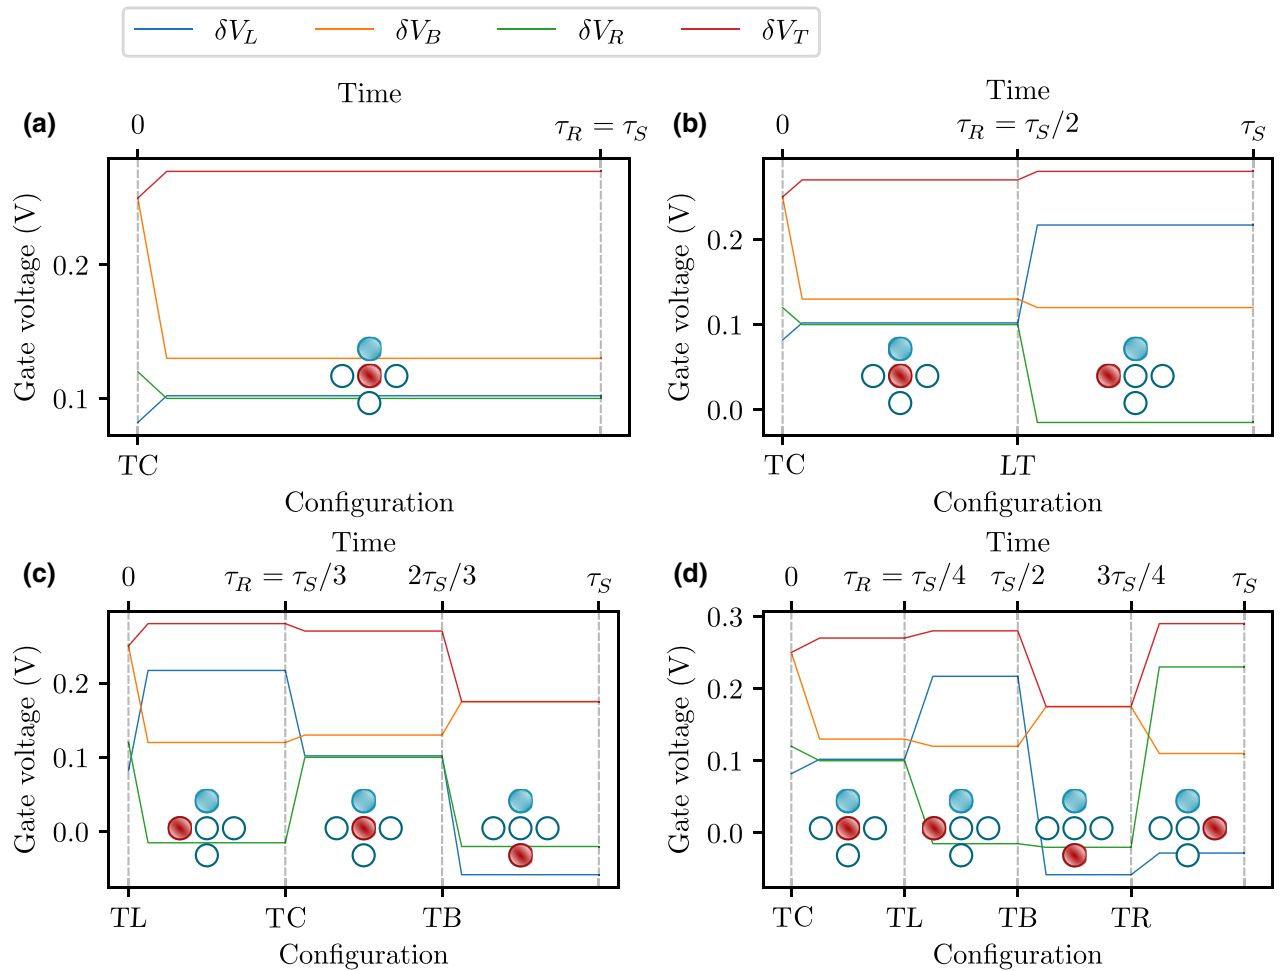 δV_L δV_B δV_R δV_T
(a)
Time
0 τ_R = τ_S
Gate voltage (V)
0.2
0.1
TC
Configuration
(b)
Time
0 τ_R = τ_S/2 τ_S
Gate voltage (V)
0.2
0.1
0.0
TC LT
Configuration
(c)
Time
0 τ_R = τ_S/3 2τ_S/3 τ_S
Gate voltage (V)
0.2
0.1
0.0
TL TC TB
Configuration
(d)
Time
0 τ_R = τ_S/4 τ_S/2 3τ_S/4 τ_S
Gate voltage (V)
0.3
0.2
0.1
0.0
TC TL TB TR
Configuration